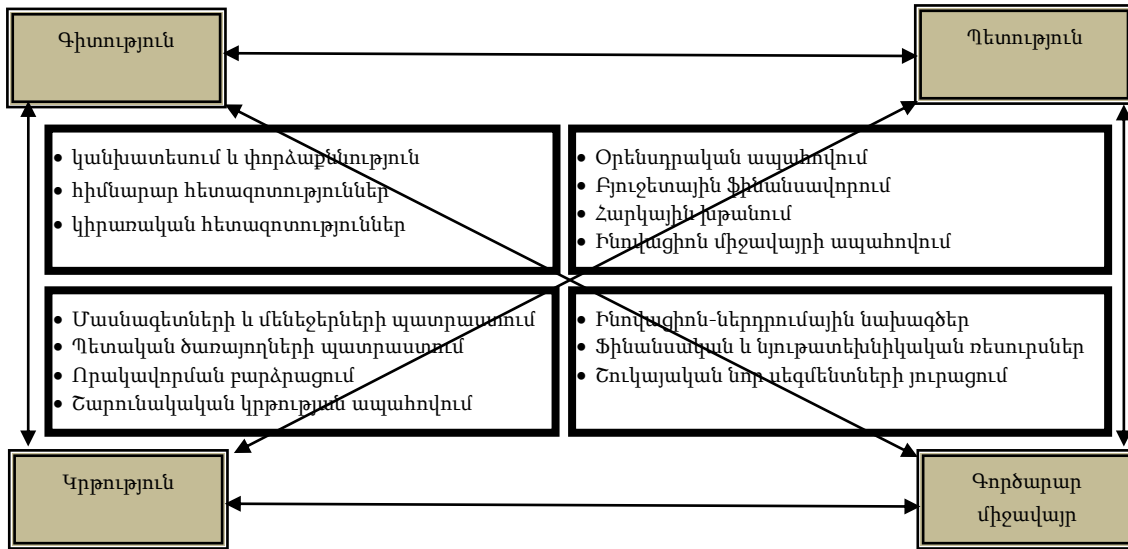 Գիտություն
Պետություն
• կանխատեսում և փորձաքննություն
• հիմնարար հետազոտություններ
• կիրառական հետազոտություններ
• Օրենսդրական ապահովում
• Բյուջետային ֆինանսավորում
• Հարկային խթանում
• Ինովացիոն միջավայրի ապահովում
• Մասնագետների և մենեջերների պատրաստում
• Պետական ծառայողների պատրաստում
• Որակավորման բարձրացում
• Շարունակական կրթության ապահովում
• Ինովացիոն-ներդրումային նախագծեր
• Ֆինանսական և նյութատեխնիկական ռեսուրսներ
• Շուկայական նոր սեգմենտների յուրացում
Կրթություն
Գործարար
միջավայր